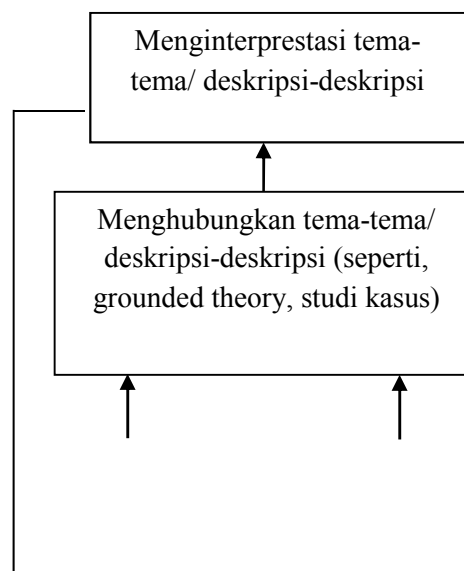 Menginterprestasi tema-
tema/ deskripsi-deskripsi
Menghubungkan tema-tema/
deskripsi-deskripsi (seperti,
grounded theory, studi kasus)